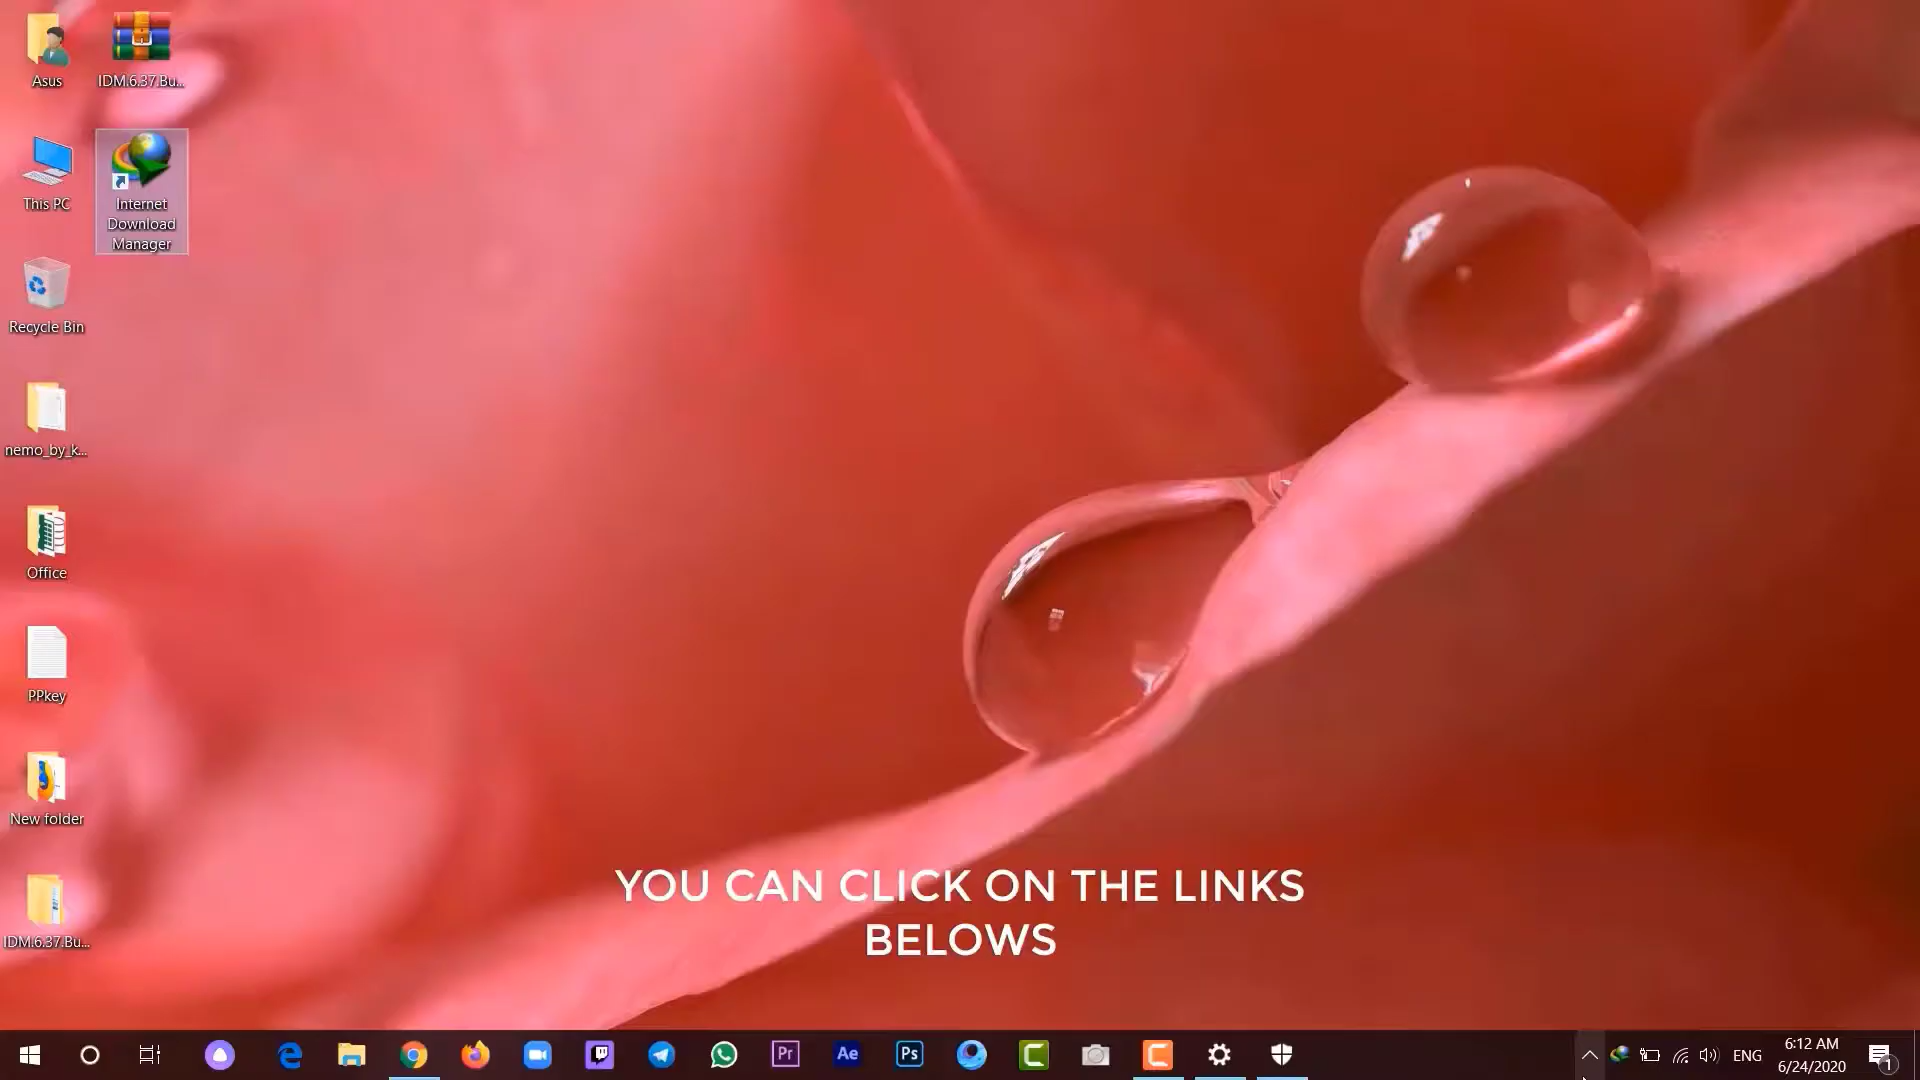 Asus
IDM.6.37.Bu...
This PC
Internet
Download
Manager
Recycle Bin
nemo_by_k...
Office
PPkey
New folder
IDM.6.37.Bu...
YOU CAN CLICK ON THE LINKS
BELOWS
Pr
Ae
Ps
ENG
6:12 AM
6/24/2020
1